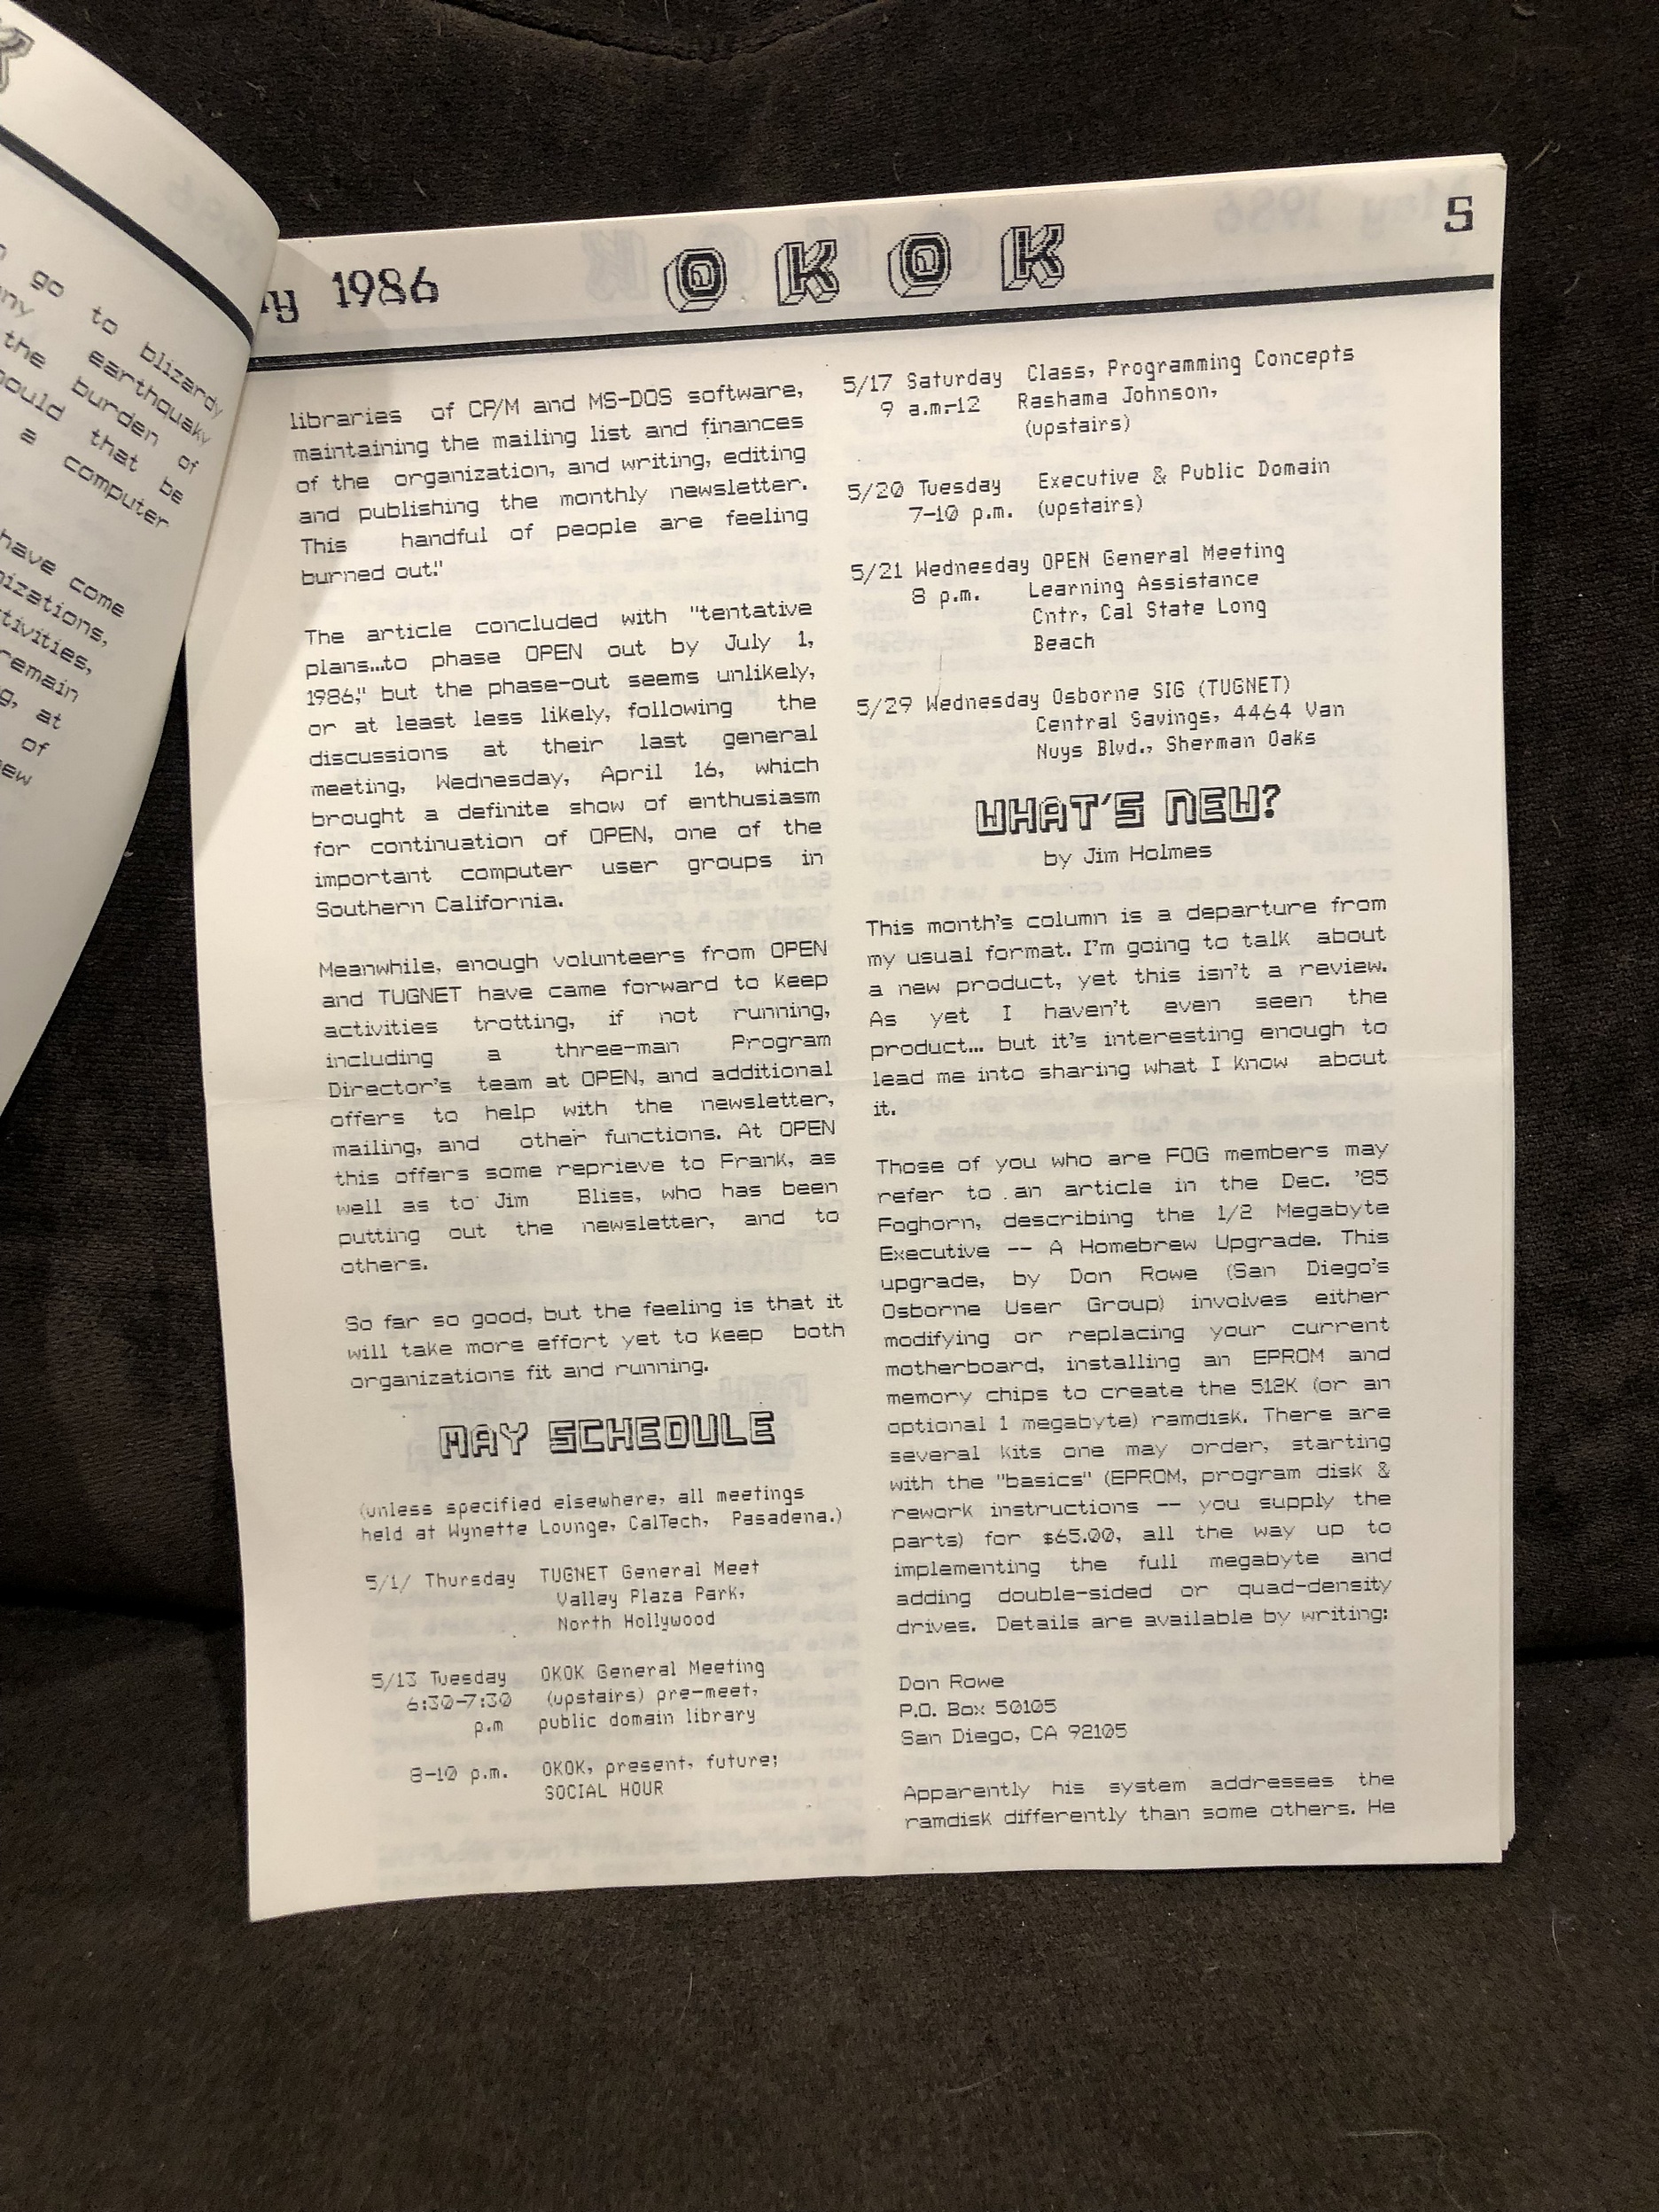 go to blizzardy
earthquaky
the burden of
that be
a computer
have come
remain
at
of
1986 OKOK 5
libraries of CP/M and MS-DOS software,
maintaining the mailing list and finances
of the organization, and writing, editing
and publishing the monthly newsletter.
This handful of people are feeling
burned out."
The article concluded with "tentative
plans...to phase OPEN out by July 1,
1986," but the phase-out seems unlikely,
or at least less likely, following the
discussions at their last general
meeting, Wednesday, April 16, which
brought a definite show of enthusiasm
for continuation of OPEN, one of the
important computer user groups in
Southern California.
Meanwhile, enough volunteers from OPEN
and TUGNET have came forward to keep
activities trotting, if not running,
including a three-man Program
Director's team at OPEN, and additional
offers to help with the newsletter,
mailing, and other functions. At OPEN
this offers some reprieve to Frank, as
well as to Jim Bliss, who has been
putting out the newsletter, and to
others.
So far so good, but the feeling is that it
will take more effort yet to keep both
organizations fit and running.
MAY SCHEDULE
(unless specified elsewhere, all meetings
held at Wynette Lounge, CalTech, Pasadena.)
5/1/ Thursday TUGNET General Meet
Valley Plaza Park,
North Hollywood
5/13 Tuesday OKOK General Meeting
6:30-7:30 (upstairs) pre-meet,
p.m public domain library
8-10 p.m. OKOK, present, future;
SOCIAL HOUR
5/17 Saturday Class, Programming Concepts
9 a.m.-12 Rashama Johnson,
(upstairs)
5/20 Tuesday Executive & Public Domain
7-10 p.m. (upstairs)
5/21 Wednesday OPEN General Meeting
8 p.m. Learning Assistance
Cntr, Cal State Long
Beach
5/29 Wednesday Osborne SIG (TUGNET)
Central Savings, 4464 Van
Nuys Blvd., Sherman Oaks
WHAT'S NEW?
by Jim Holmes
This month's column is a departure from
my usual format. I'm going to talk about
a new product, yet this isn't a review.
As yet I haven't even seen the
product... but it's interesting enough to
lead me into sharing what I know about
it.
Those of you who are FOG members may
refer to an article in the Dec. '85
Foghorn, describing the 1/2 Megabyte
Executive -- A Homebrew Upgrade. This
upgrade, by Don Rowe (San Diego's
Osborne User Group) involves either
modifying or replacing your current
motherboard, installing an EPROM and
memory chips to create the 512K (or an
optional 1 megabyte) ramdisk. There are
several kits one may order, starting
with the "basics" (EPROM, program disk &
rework instructions -- you supply the
parts) for $65.00, all the way up to
implementing the full megabyte and
adding double-sided or quad-density
drives. Details are available by writing:
Don Rowe
P.O. Box 50105
San Diego, CA 92105
Apparently his system addresses the
ramdisk differently than some others. He